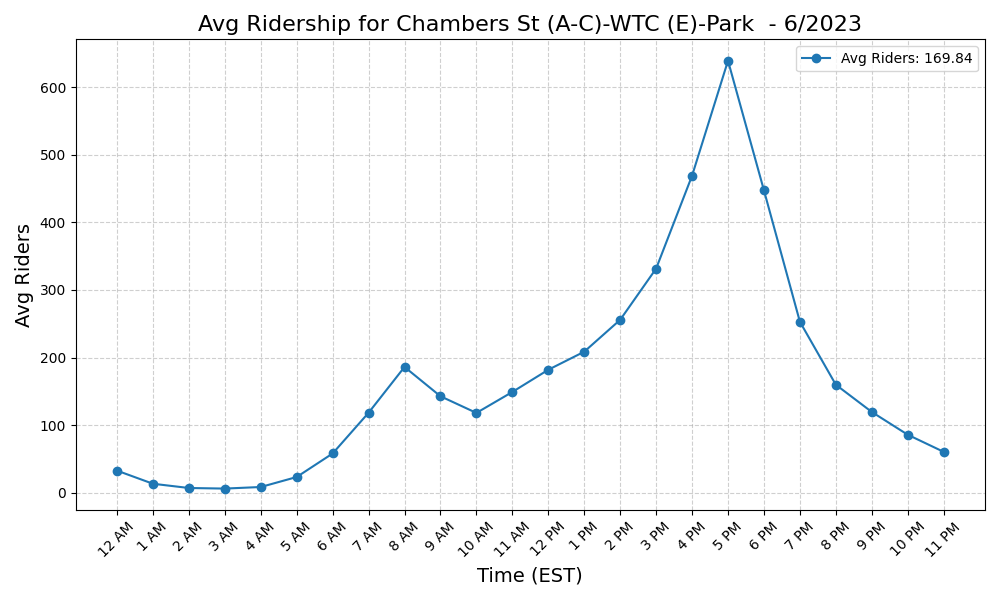 Avg Ridership for Chambers St (A-C)-WTC (E)-Park  - 6/2023
Avg Riders: 169.84
Avg Riders
600
500
400
300
200
100
0
12 AM
1 AM
2 AM
3 AM
4 AM
5 AM
6 AM
7 AM
8 AM
9 AM
10 AM
11 AM
12 PM
1 PM
2 PM
3 PM
4 PM
5 PM
6 PM
7 PM
8 PM
9 PM
10 PM
11 PM
Time (EST)